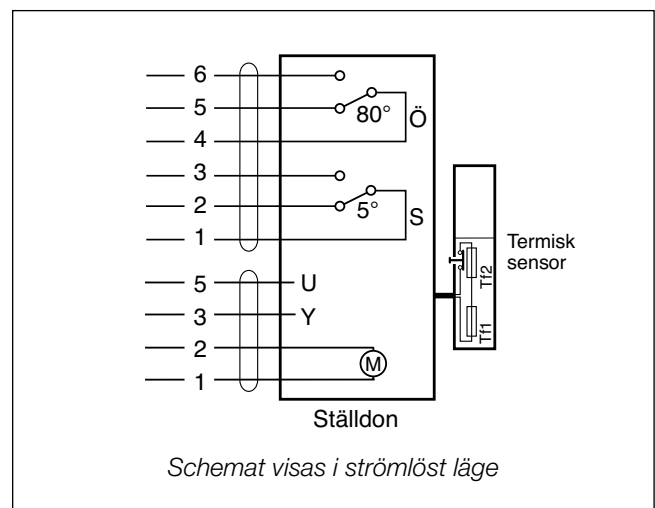 6
5
80°
Ö
4
3
2
5°
S
1
Termisk
sensor
Tf2
Tf1
5
U
3
Y
2
M
1
Ställdon
Schemat visas i strömlöst läge